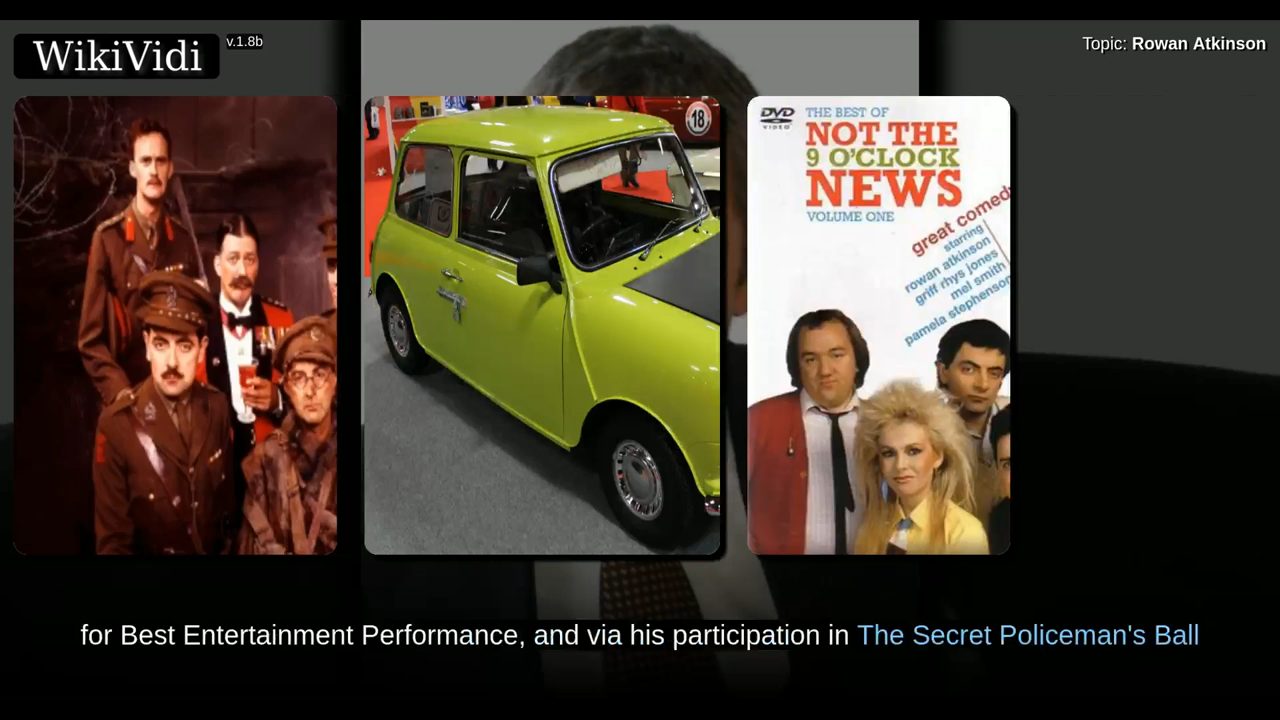 WikiVidi
v.1.8b
Topic: Rowan Atkinson
18
DVD
VIDEO
THE BEST OF
NOT THE
9 O'CLOCK
NEWS
VOLUME ONE
great comed
starring
rowan atkinson
griff rhys jones
mel smith
pamela stephenson
for Best Entertainment Performance, and via his participation in The Secret Policeman's Ball